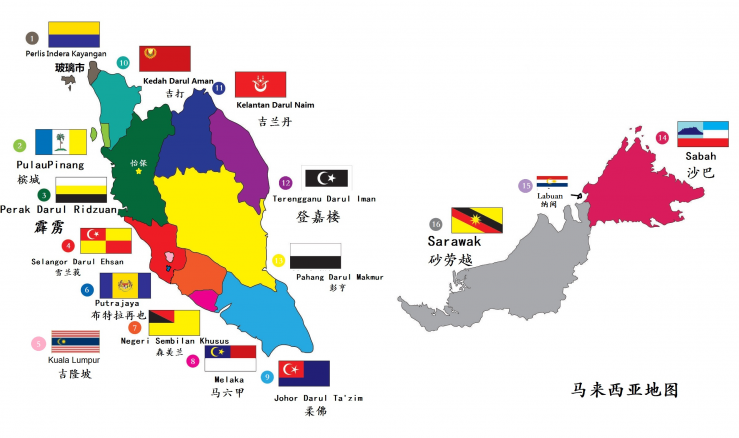 1
Perlis Indera Kayangan
玻璃市
10
Kedah Darul Aman
吉打
11
Kelantan Darul Naim
吉兰丹
2
PulauPinang
槟城
怡保
12
Terengganu Darul Iman
登嘉楼
3
Perak Darul Ridzuan
霹雳
4
Selangor Darul Ehsan
雪兰莪
13
Pahang Darul Makmur
彭亨
6
Putrajaya
布特拉再也
7
Negeri Sembilan Khusus
森美兰
5
Kuala Lumpur
吉隆坡
8
Melaka
马六甲
9
Johor Darul Ta'zim
柔佛
14
Sabah
沙巴
15
Labuan
纳闽
16
Sarawak
砂劳越
马来西亚地图